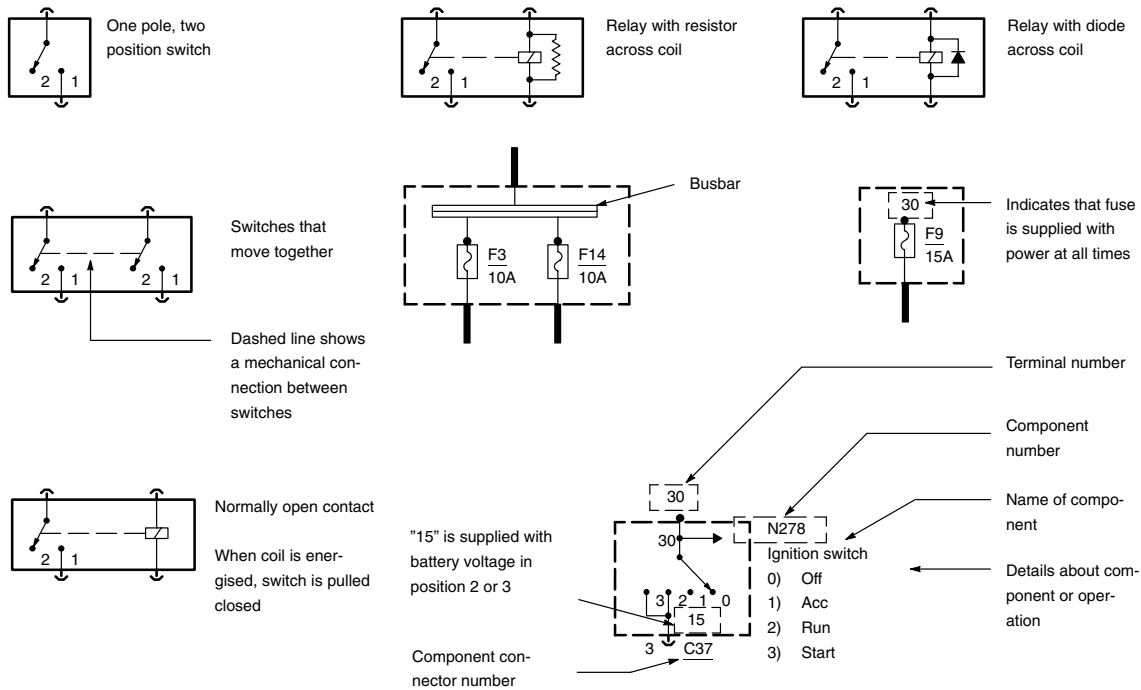 One pole, two
position switch
2 1
Relay with resistor
across coil
2 1
Relay with diode
across coil
2 1
Switches that
move together
2 1
2 1
Dashed line shows
a mechanical con-
nection between
switches
Busbar
F3
10A
F14
10A
30
F9
15A
Indicates that fuse
is supplied with
power at all times
Normally open contact
When coil is ener-
gised, switch is pulled
closed
2 1
Terminal number
Component
number
Name of compo-
nent
Details about com-
ponent or oper-
ation
30
30
N278
Ignition switch
0) Off
1) Acc
2) Run
3) Start
3 2 1 0
15
3 C37
”15” is supplied with
battery voltage in
position 2 or 3
Component con-
nector number